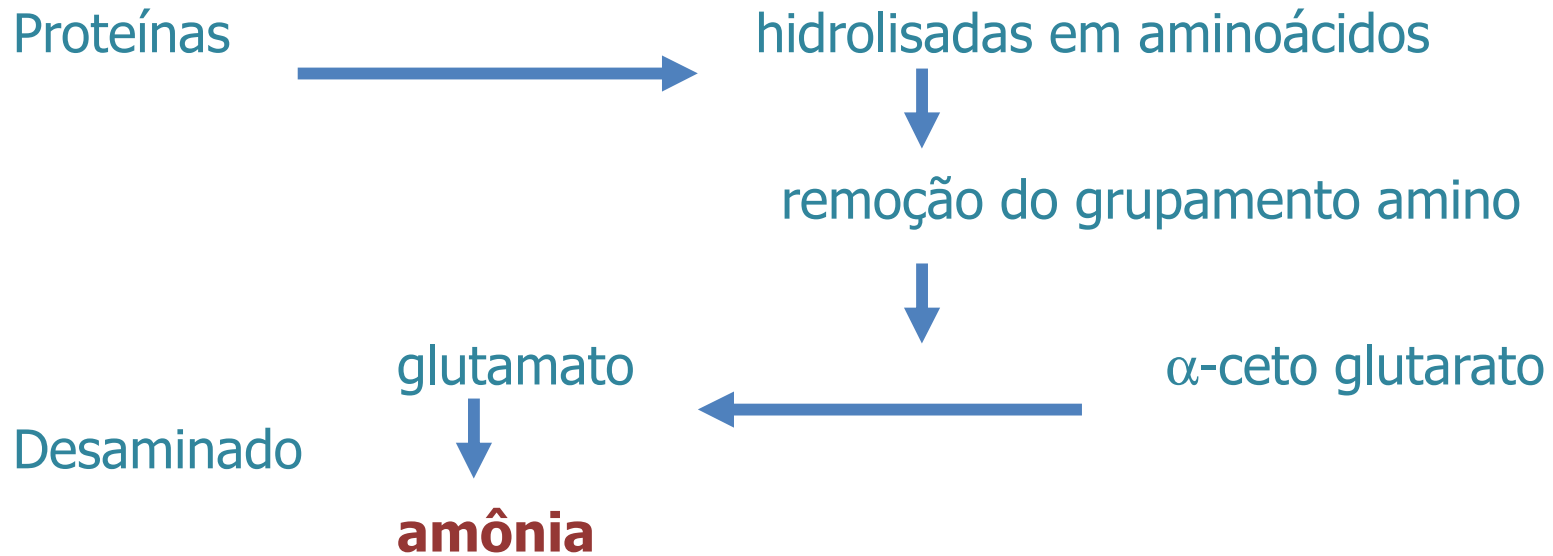 Proteínas
hidrolisadas em aminoácidos
remoção do grupamento amino
glutamato
α-ceto glutarato
Desaminado
amônia